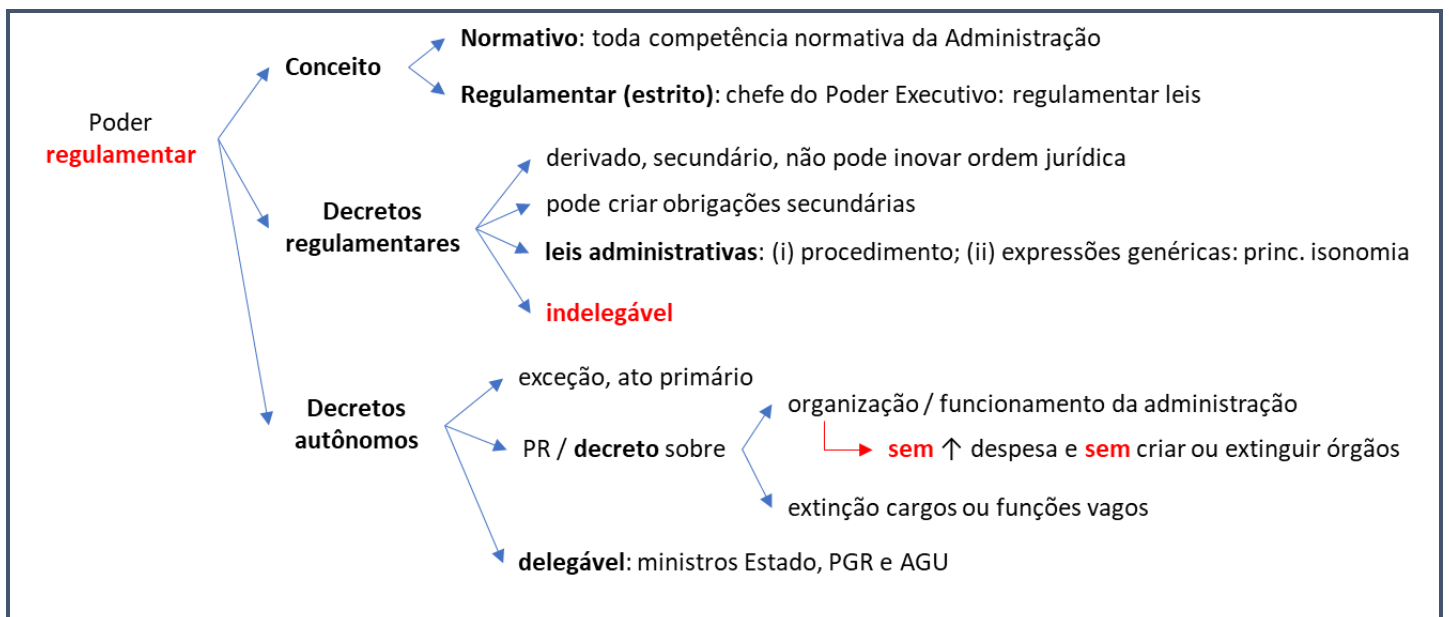 Poder
regulamentar
Conceito
Normativo: toda competência normativa da Administração
Regulamentar (estrito): chefe do Poder Executivo: regulamentar leis
Decretos
regulamentares
derivado, secundário, não pode inovar ordem jurídica
pode criar obrigações secundárias
leis administrativas: (i) procedimento; (ii) expressões genéricas: princ. isonomia
indelegável
Decretos
autônomos
exceção, ato primário
PR / decreto sobre
organização / funcionamento da administração
sem ↑ despesa e sem criar ou extinguir órgãos
extinção cargos ou funções vagos
delegável: ministros Estado, PGR e AGU